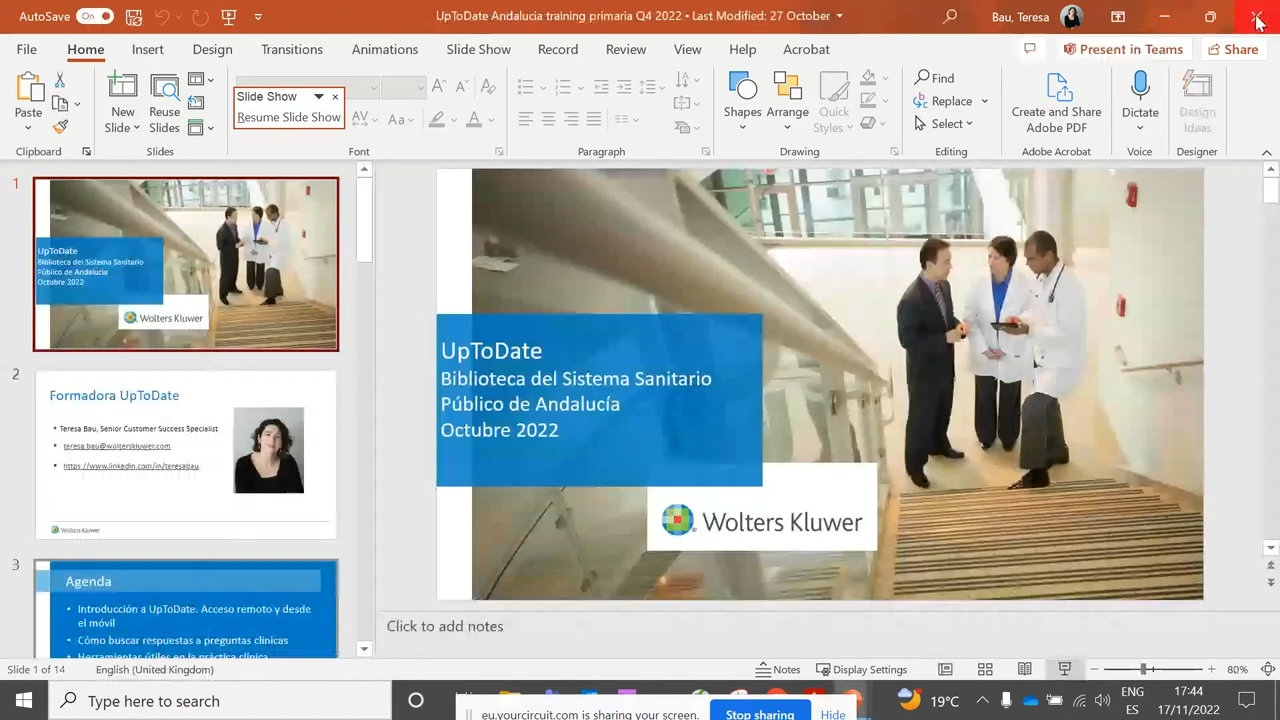 AutoSave On
UpToDate Andalucia training primaria Q4 2022 • Last Modified: 27 October
Bau, Teresa
File Home Insert Design Transitions Animations Slide Show Record Review View Help Acrobat
Present in Teams
Share
Paste
New Slide
Reuse Slides
Slide Show
Resume Slide Show
Shapes
Arrange
Quick Styles
Find
Replace
Select
Create and Share Adobe PDF
Dictate
Design Ideas
Clipboard Slides Font Paragraph Drawing Editing Adobe Acrobat Voice Designer
1
UpToDate
Biblioteca del Sistema Sanitario
Público de Andalucía
Octubre 2022
Wolters Kluwer
2
Formadora UpToDate
Teresa Bau, Senior Customer Success Specialist
teresa.bau@wolterskluwer.com
https://www.linkedin.com/in/teresabau
Wolters Kluwer
3
Agenda
• Introducción a UpToDate. Acceso remoto y desde
el móvil
• Cómo buscar respuestas a preguntas clínicas
• Herramientas útiles en la práctica clínica
UpToDate
Biblioteca del Sistema Sanitario
Público de Andalucía
Octubre 2022
Wolters Kluwer
Click to add notes
Slide 1 of 14 English (United Kingdom)
Notes Display Settings 80%
Type here to search
eu.yourcircuit.com is sharing your screen. Stop sharing Hide
19°C
ENG
ES
17:44
17/11/2022